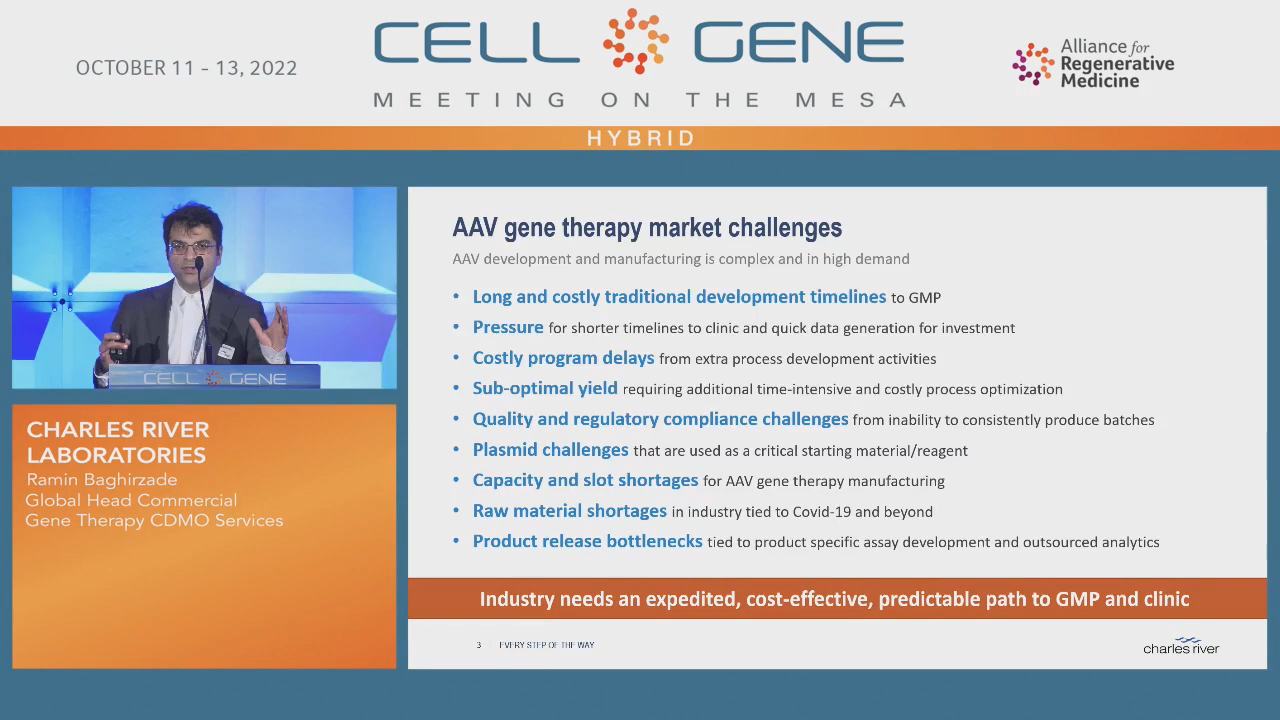 OCTOBER 11 - 13, 2022
CELL GENE
MEETING ON THE MESA
Alliance for
Regenerative
Medicine
HYBRID
CELL GENE
CHARLES RIVER
LABORATORIES
Ramin Baghirzade
Global Head Commercial
Gene Therapy CDMO Services
AAV gene therapy market challenges
AAV development and manufacturing is complex and in high demand
• Long and costly traditional development timelines to GMP
• Pressure for shorter timelines to clinic and quick data generation for investment
• Costly program delays from extra process development activities
• Sub-optimal yield requiring additional time-intensive and costly process optimization
• Quality and regulatory compliance challenges from inability to consistently produce batches
• Plasmid challenges that are used as a critical starting material/reagent
• Capacity and slot shortages for AAV gene therapy manufacturing
• Raw material shortages in industry tied to Covid-19 and beyond
• Product release bottlenecks tied to product specific assay development and outsourced analytics
Industry needs an expedited, cost-effective, predictable path to GMP and clinic
3 EVERY STEP OF THE WAY
charles river